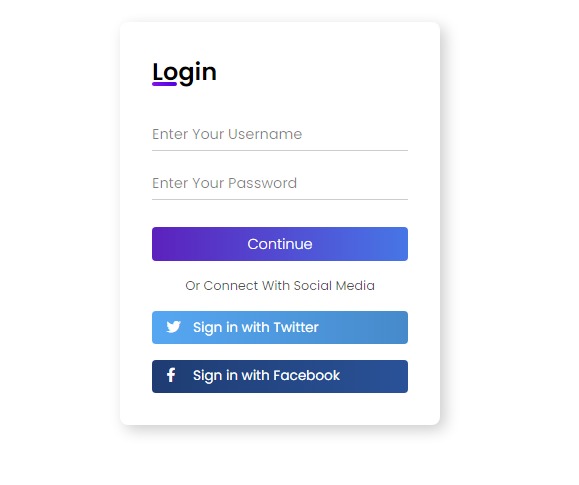 Login
Enter Your Username
Enter Your Password
Continue
Or Connect With Social Media
Sign in with Twitter
Sign in with Facebook